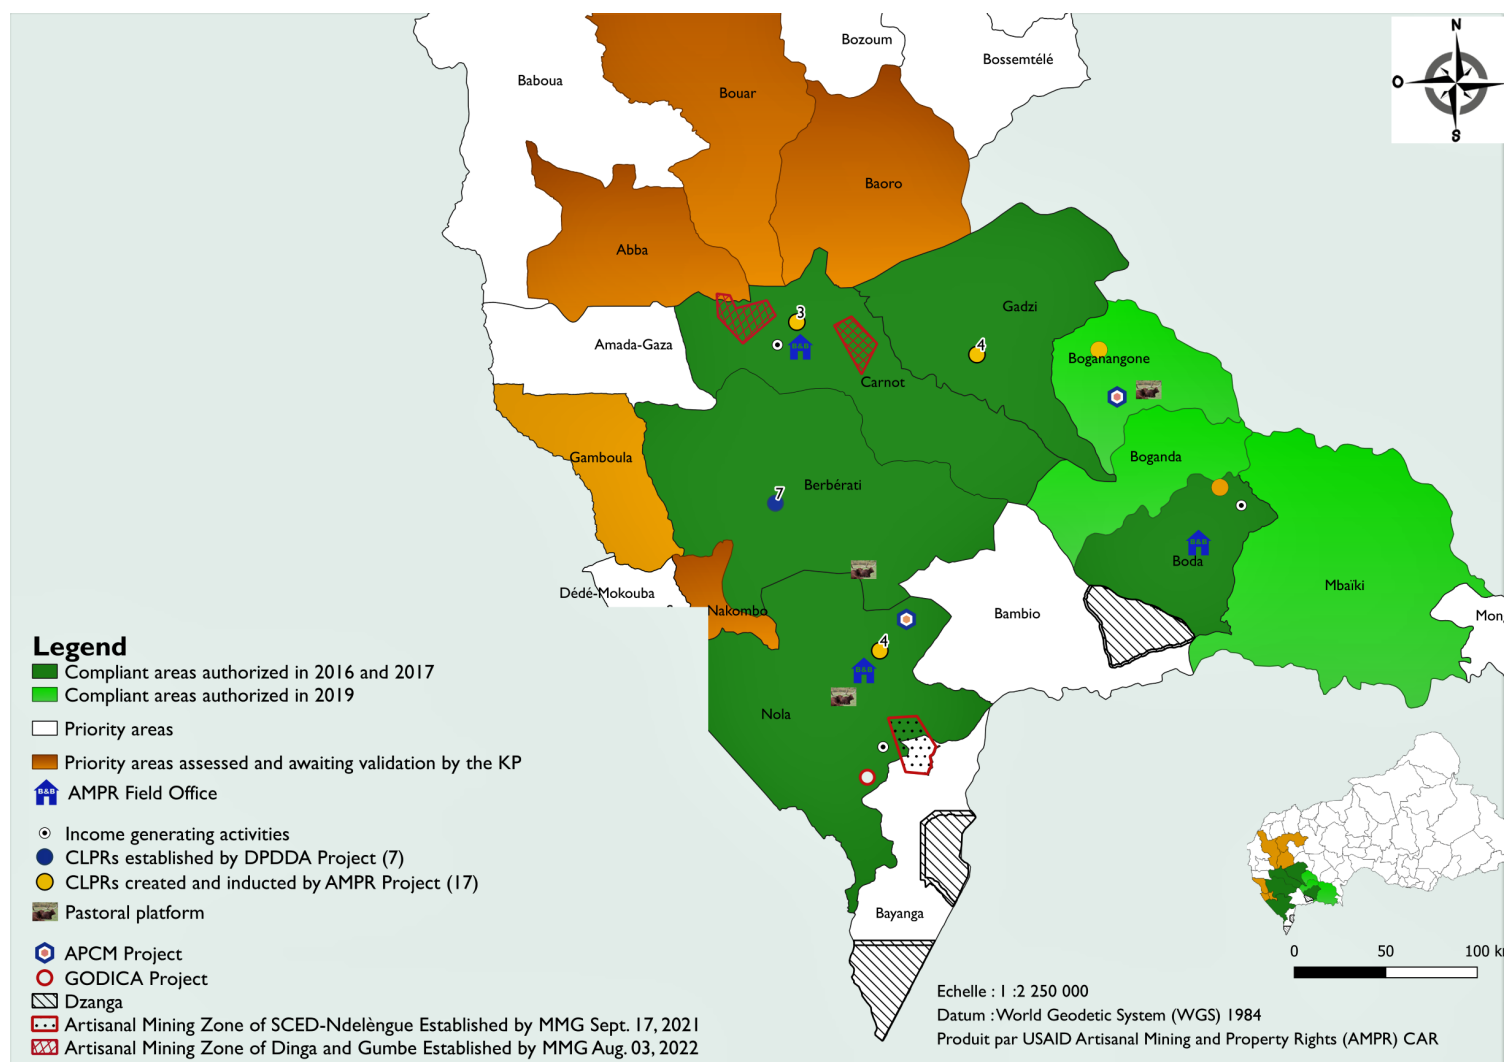 N
O
S
Bozoum
Bossemtélé
Baboua
Bouar
Baoro
Abba
Gadzi
3
B&B
Amada-Gaza
4
Boganangone
Carnot
Gamboula
Boganda
7
Berbérati
B&B
Boda
Mbaïki
Dédé-Mokouba
Nakombo
Bambio
4
B&B
Nola
Bayanga
Legend
Compliant areas authorized in 2016 and 2017
Compliant areas authorized in 2019
Priority areas
Priority areas assessed and awaiting validation by the KP
B&B AMPR Field Office
Income generating activities
CLPRs established by DPDDA Project (7)
CLPRs created and inducted by AMPR Project (17)
Pastoral platform
APCM Project
GODICA Project
Dzanga
Artisanal Mining Zone of SCED-Ndelèngue Established by MMG Sept. 17, 2021
Artisanal Mining Zone of Dinga and Gumbe Established by MMG Aug. 03, 2022
0 50 100
Echelle : 1 :2 250 000
Datum : World Geodetic System (WGS) 1984
Produit par USAID Artisanal Mining and Property Rights (AMPR) CAR